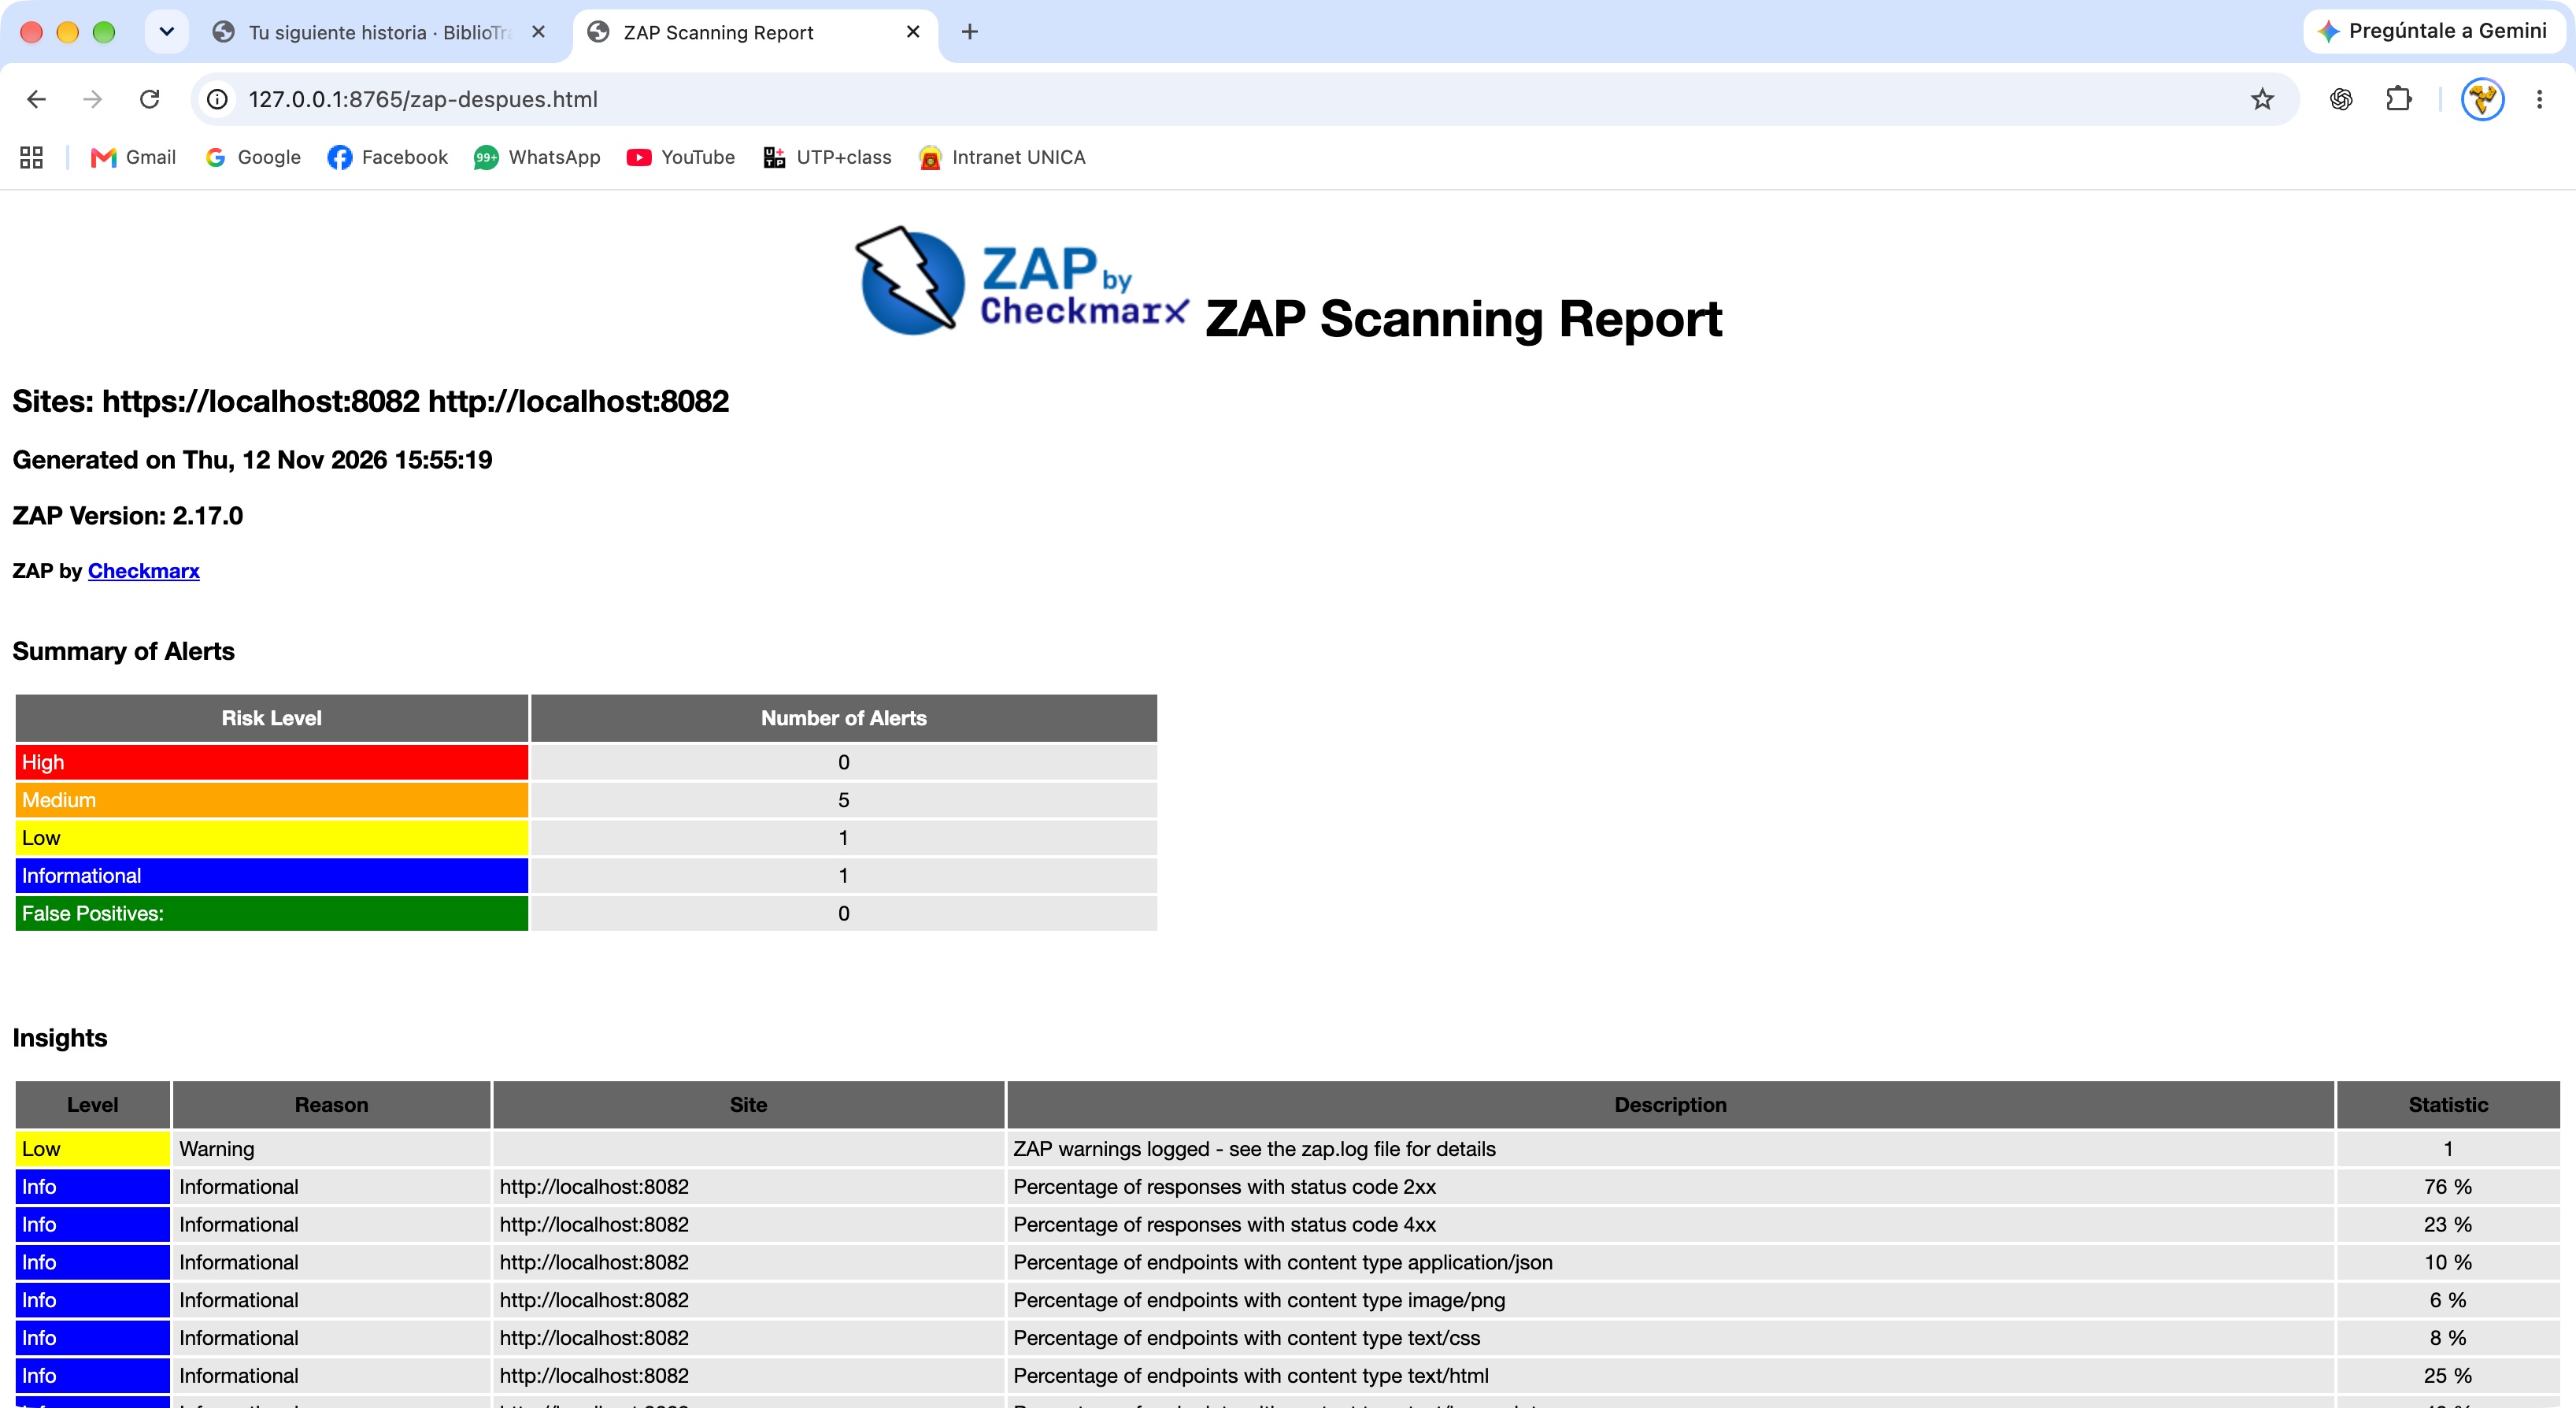 Tu siguiente historia · BiblioTra
ZAP Scanning Report
Pregúntale a Gemini
127.0.0.1:8765/zap-despues.html
Gmail Google Facebook 99+ WhatsApp YouTube UTP+class Intranet UNICA
ZAP by
Checkmarx ZAP Scanning Report
Sites: https://localhost:8082 http://localhost:8082
Generated on Thu, 12 Nov 2026 15:55:19
ZAP Version: 2.17.0
ZAP by Checkmarx
Summary of Alerts
Risk Level Number of Alerts
High 0
Medium 5
Low 1
Informational 1
False Positives: 0
Insights
Level Reason Site Description Statistic
Low Warning ZAP warnings logged - see the zap.log file for details 1
Info Informational http://localhost:8082 Percentage of responses with status code 2xx 76 %
Info Informational http://localhost:8082 Percentage of responses with status code 4xx 23 %
Info Informational http://localhost:8082 Percentage of endpoints with content type application/json 10 %
Info Informational http://localhost:8082 Percentage of endpoints with content type image/png 6 %
Info Informational http://localhost:8082 Percentage of endpoints with content type text/css 8 %
Info Informational http://localhost:8082 Percentage of endpoints with content type text/html 25 %